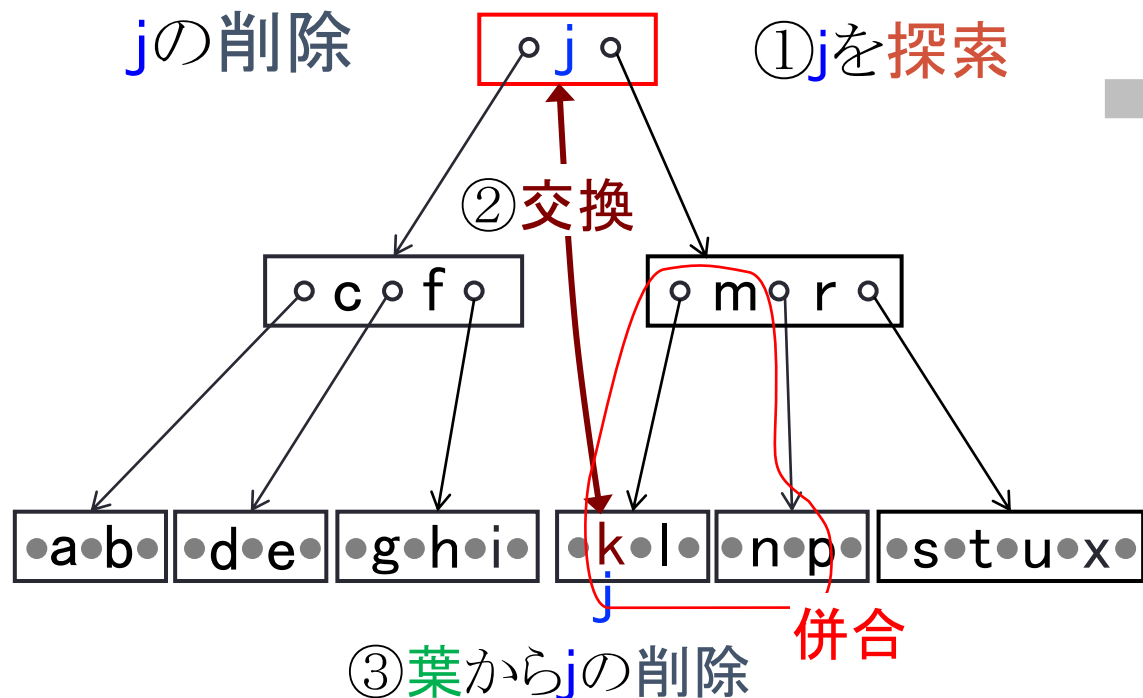 jの削除
j
①jを探索
②交換
c f
m r
a b
d e
g h i
k l
n p
s t u x
j
併合
③葉からjの削除